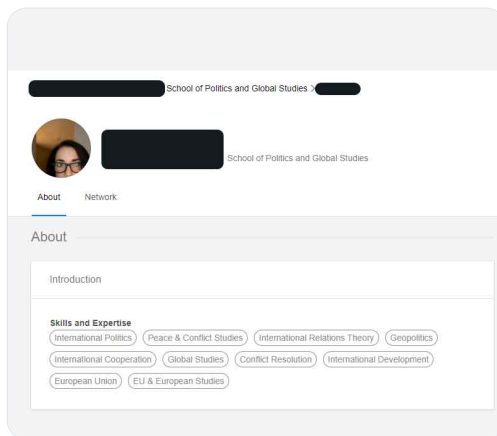 School of Politics and Global Studies >
School of Politics and Global Studies
About Network
About
Introduction
Skills and Expertise
International Politics Peace & Conflict Studies International Relations Theory Geopolitics
International Cooperation Global Studies Conflict Resolution International Development
European Union EU & European Studies